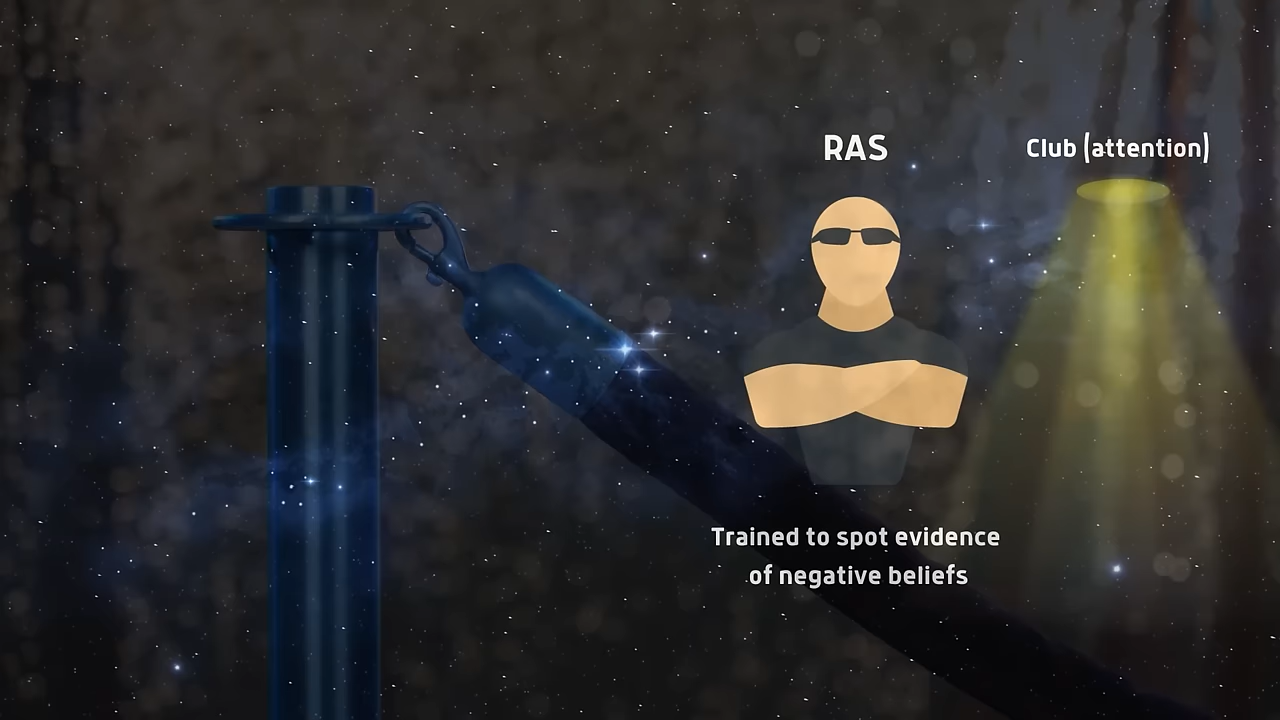 RAS
Club (attention)
Trained to spot evidence
of negative beliefs